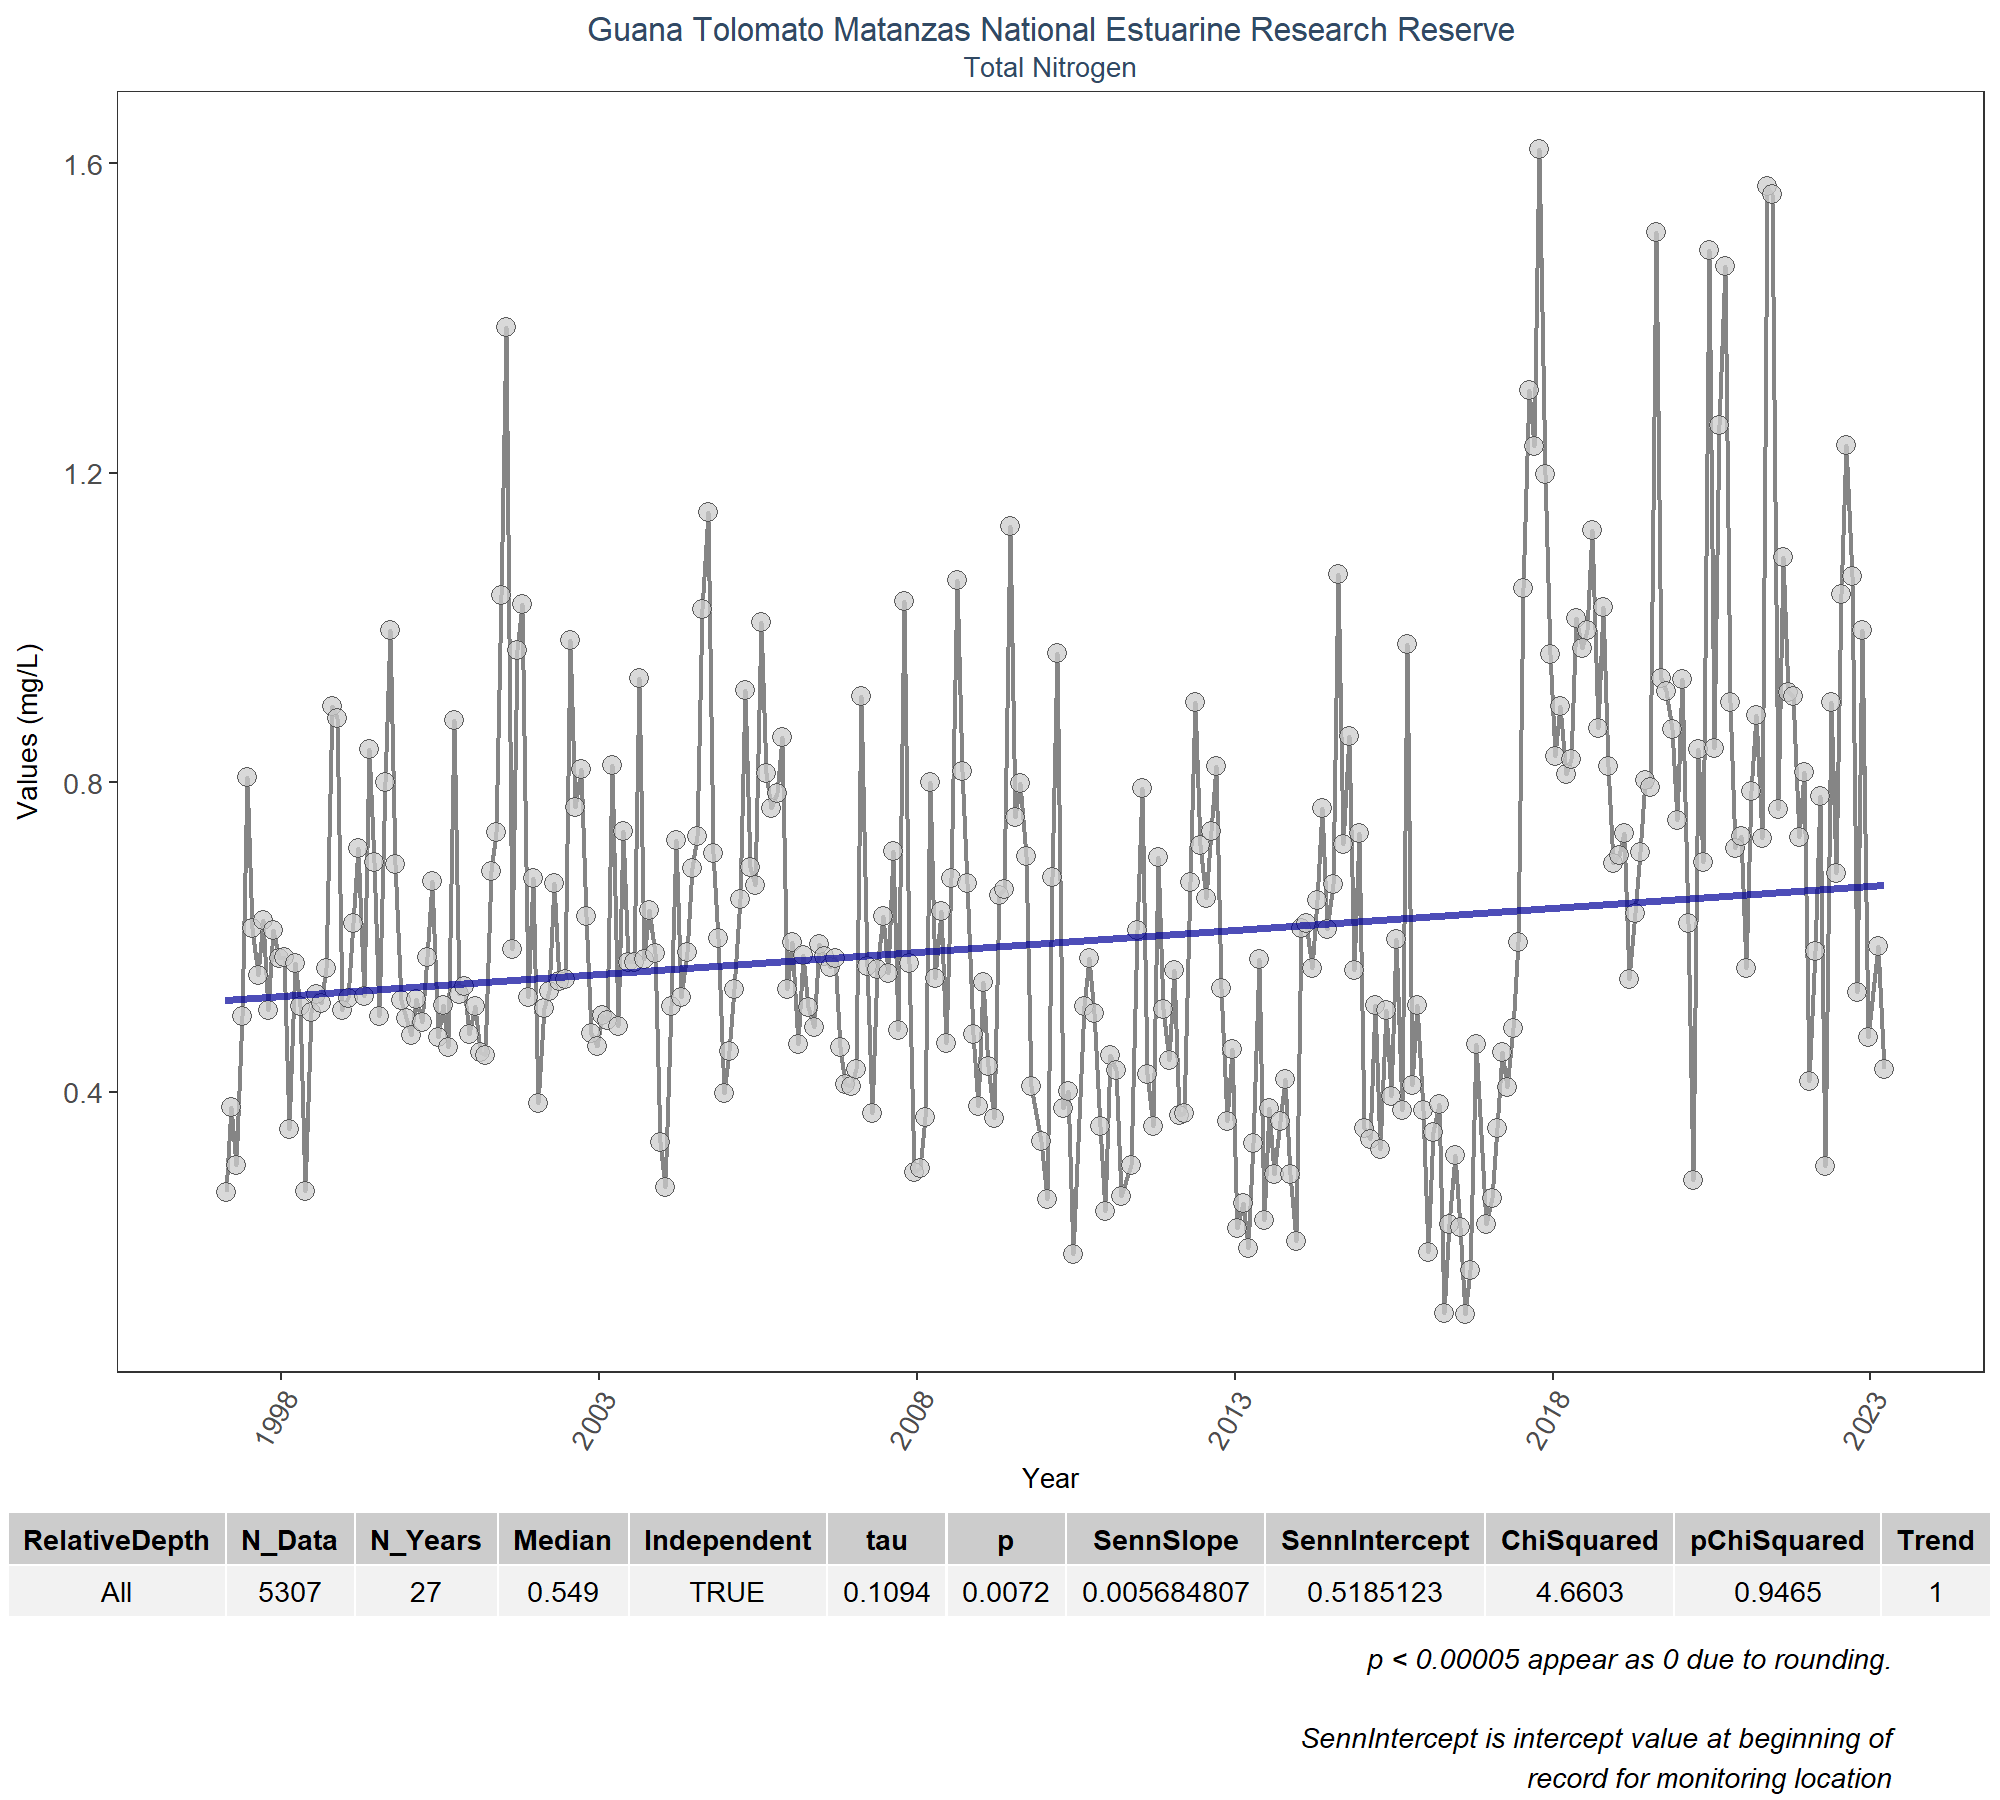 Guana Tolomato Matanzas National Estuarine Research Reserve
Total Nitrogen
1.6
1.2
0.8
0.4
Values (mg/L)
1998
2003
2008
2013
2018
2023
Year
RelativeDepth N_Data N_Years Median Independent tau p SennSlope SennIntercept ChiSquared pChiSquared Trend
All 5307 27 0.549 TRUE 0.1094 0.0072 0.005684807 0.5185123 4.6603 0.9465 1
p < 0.00005 appear as 0 due to rounding.
SennIntercept is intercept value at beginning of
record for monitoring location